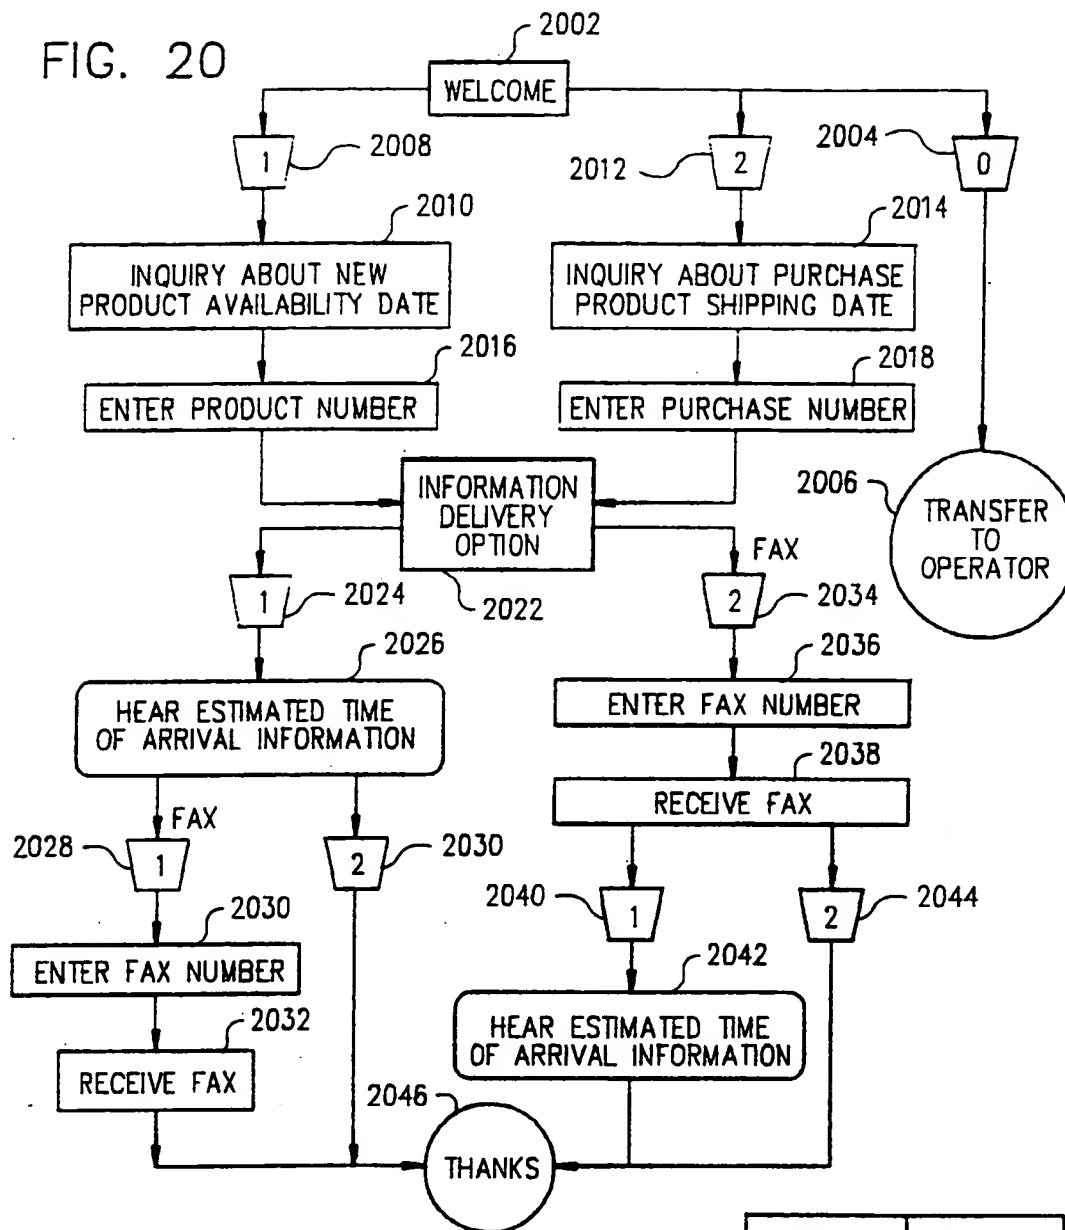 FIG. 20
2002
WELCOME
1
2008
2012
2
2004
0
2010
INQUIRY ABOUT NEW
PRODUCT AVAILABILITY DATE
2014
INQUIRY ABOUT PURCHASE
PRODUCT SHIPPING DATE
2016
ENTER PRODUCT NUMBER
2018
ENTER PURCHASE NUMBER
INFORMATION
DELIVERY
OPTION
2022
2006
TRANSFER
TO
OPERATOR
1
2024
FAX
2
2034
2026
HEAR ESTIMATED TIME
OF ARRIVAL INFORMATION
2036
ENTER FAX NUMBER
2038
RECEIVE FAX
FAX
2028
1
2
2030
2040
1
2
2044
2030
ENTER FAX NUMBER
2042
HEAR ESTIMATED TIME
OF ARRIVAL INFORMATION
2032
RECEIVE FAX
2046
THANKS